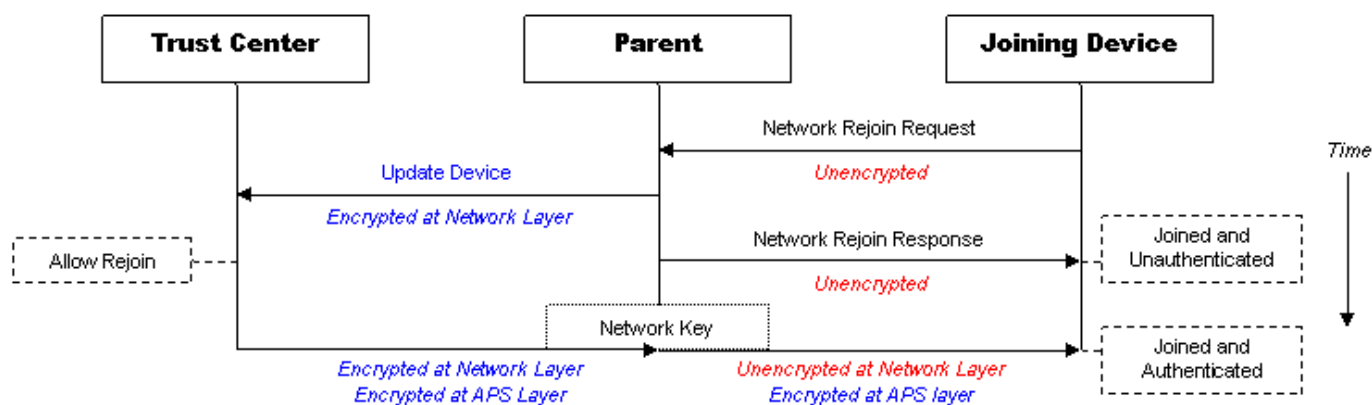 Trust Center
Parent
Joining Device
Network Rejoin Request
Unencrypted
Time
Update Device
Encrypted at Network Layer
Allow Rejoin
Network Rejoin Response
Unencrypted
Joined and
Unauthenticated
Network Key
Encrypted at Network Layer
Encrypted at APS Layer
Unencrypted at Network Layer
Encrypted at APS layer
Joined and
Authenticated